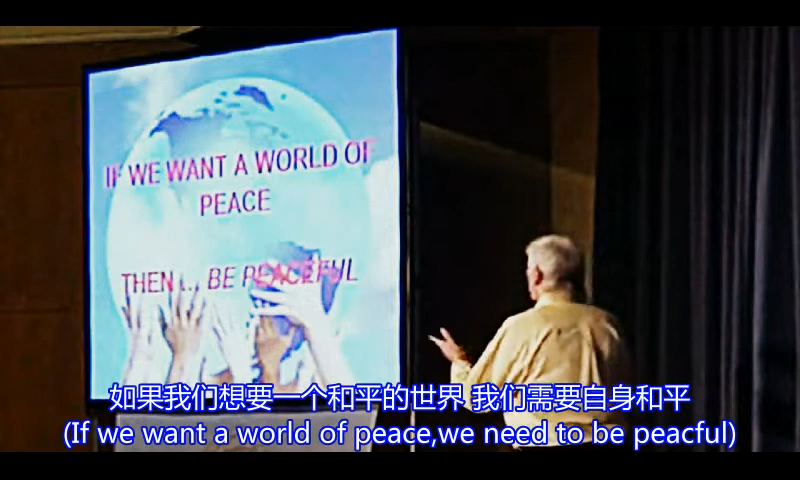 IF WE WANT A WORLD OF
PEACE
THEN ... BE PEACEFUL
如果我们想要一个和平的世界 我们需要自身和平
(If we want a world of peace,we need to be peacful)